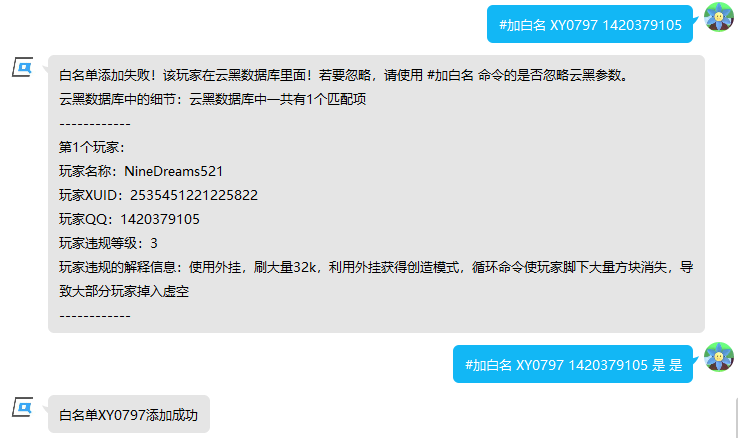 #加白名 XY0797 1420379105
白名单添加失败！该玩家在云黑数据库里面！若要忽略，请使用 #加白名 命令的是否忽略云黑参数。
云黑数据库中的细节：云黑数据库中一共有1个匹配项
------------
第1个玩家：
玩家名称：NineDreams521
玩家XUID：2535451221225822
玩家QQ：1420379105
玩家违规等级：3
玩家违规的解释信息：使用外挂，刷大量32k，利用外挂获得创造模式，循环命令使玩家脚下大量方块消失，导
致大部分玩家掉入虚空
------------
#加白名 XY0797 1420379105 是 是
白名单XY0797添加成功